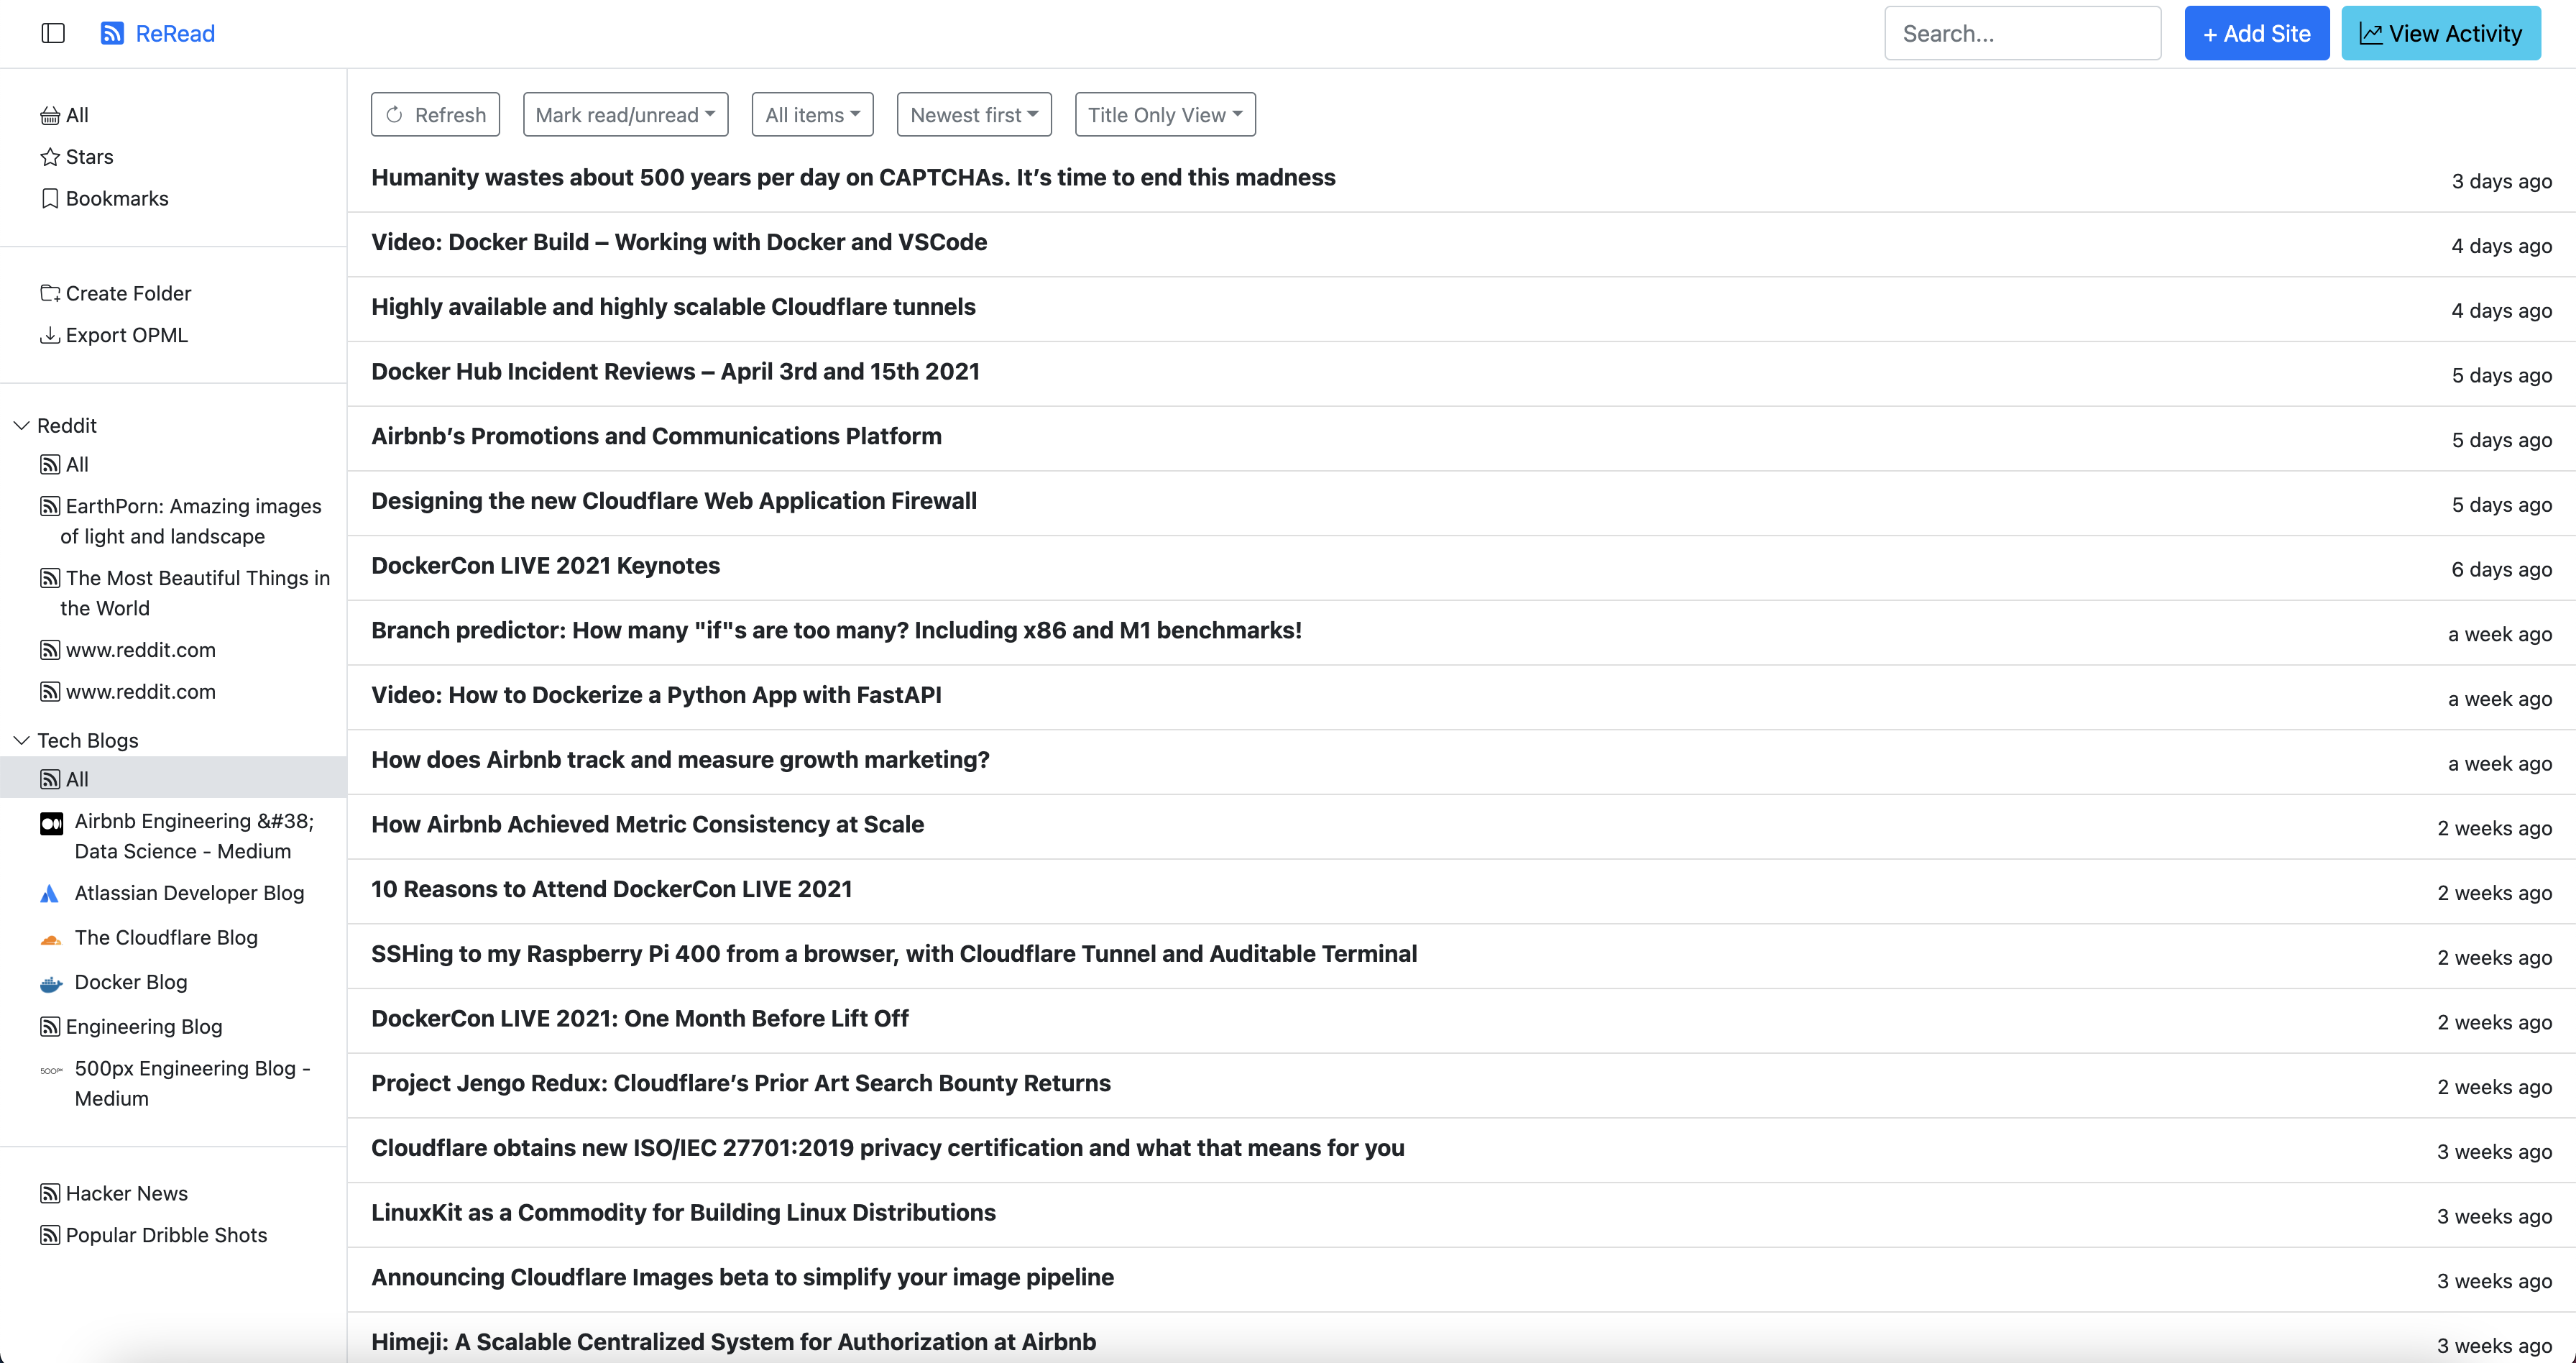 ReRead
Search...
+ Add Site
View Activity
All
Stars
Bookmarks
Create Folder
Export OPML
Reddit
All
EarthPorn: Amazing images
of light and landscape
The Most Beautiful Things in
the World
www.reddit.com
www.reddit.com
Tech Blogs
All
Airbnb Engineering &#38;
Data Science - Medium
Atlassian Developer Blog
The Cloudflare Blog
Docker Blog
Engineering Blog
500px
500px Engineering Blog -
Medium
Hacker News
Popular Dribble Shots
Refresh
Mark read/unread
All items
Newest first
Title Only View
Humanity wastes about 500 years per day on CAPTCHAs. It’s time to end this madness
3 days ago
Video: Docker Build – Working with Docker and VSCode
4 days ago
Highly available and highly scalable Cloudflare tunnels
4 days ago
Docker Hub Incident Reviews – April 3rd and 15th 2021
5 days ago
Airbnb’s Promotions and Communications Platform
5 days ago
Designing the new Cloudflare Web Application Firewall
5 days ago
DockerCon LIVE 2021 Keynotes
6 days ago
Branch predictor: How many "if"s are too many? Including x86 and M1 benchmarks!
a week ago
Video: How to Dockerize a Python App with FastAPI
a week ago
How does Airbnb track and measure growth marketing?
a week ago
How Airbnb Achieved Metric Consistency at Scale
2 weeks ago
10 Reasons to Attend DockerCon LIVE 2021
2 weeks ago
SSHing to my Raspberry Pi 400 from a browser, with Cloudflare Tunnel and Auditable Terminal
2 weeks ago
DockerCon LIVE 2021: One Month Before Lift Off
2 weeks ago
Project Jengo Redux: Cloudflare’s Prior Art Search Bounty Returns
2 weeks ago
Cloudflare obtains new ISO/IEC 27701:2019 privacy certification and what that means for you
3 weeks ago
LinuxKit as a Commodity for Building Linux Distributions
3 weeks ago
Announcing Cloudflare Images beta to simplify your image pipeline
3 weeks ago
Himeji: A Scalable Centralized System for Authorization at Airbnb
3 weeks ago